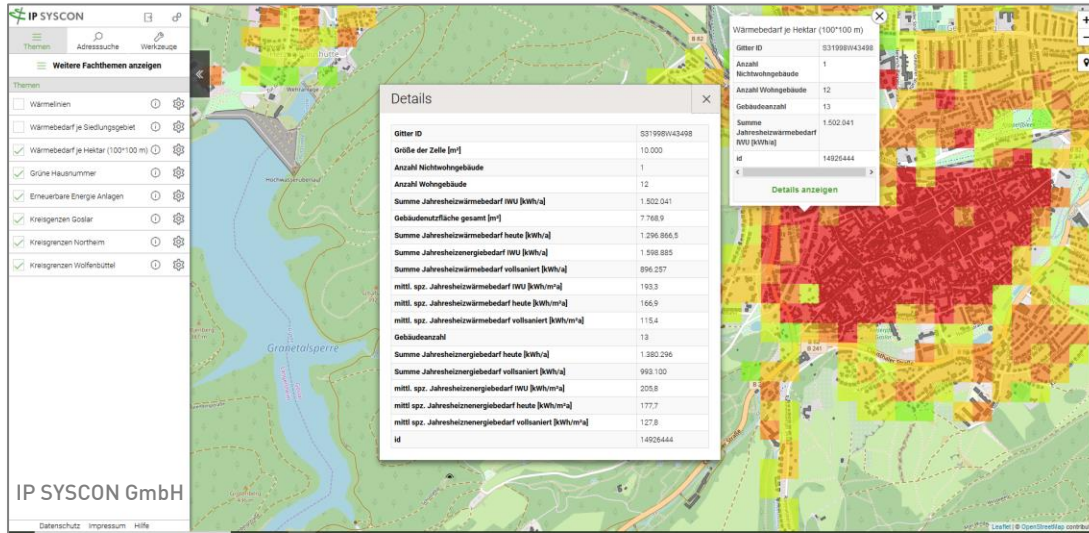 IP SYSCON
Themen
Adresssuche
Werkzeuge
Weitere Fachthemen anzeigen
Themen
Wärmelinien
Wärmebedarf je Siedlungsgebiet
Wärmebedarf je Hektar (100*100 m)
Grüne Hausnummer
Erneuerbare Energie Anlagen
Kreisgenzen Goslar
Kreisgrenzen Northeim
Kreisgrenzen Wolfenbüttel
IP SYSCON GmbH
Datenschutz Impressum Hilfe
«
Granetalsperre
B 82
Details
×
Gitter ID S31998W43498
Größe der Zelle [m²] 10.000
Anzahl Nichtwohngebäude 1
Anzahl Wohngebäude 12
Summe Jahresheizwärmebedarf IWU [kWh/a] 1.502.041
Gebäudenutzfläche gesamt [m²] 7.768,9
Summe Jahresheizwärmebedarf heute [kWh/a] 1.296.866,5
Summe Jahresheizenergiebedarf IWU [kWh/a] 1.598.885
Summe Jahresheizwärmebedarf vollsaniert [kWh/a] 896.257
mittl. spz. Jahresheizwärmebedarf IWU [kWh/m²a] 193,3
mittl. spz. Jahresheizwärmebedarf heute [kWh/m²a] 166,9
mittl. spz. Jahresheizwärmebedarf vollsaniert [kWh/m²a] 115,4
Gebäudeanzahl 13
Summe Jahresheiznergiebedarf heute [kWh/a] 1.380.296
Summe Jahresheiznergiebedarf vollsaniert [kWh/a] 993.100
mittl. spz. Jahresheizenergiebedarf IWU [kWh/m²a] 205,8
mittl spz. Jahresheiznenergiebedarf heute [kWh/m²a] 177,7
mittl spz. Jahresheiznenergiebedarf vollsaniert [kWh/m²a] 127,8
id 14926444
Wärmebedarf je Hektar (100*100 m)
Gitter ID S31998W43498
Anzahl
Nichtwohngebäude 1
Anzahl Wohngebäude 12
Gebäudeanzahl 13
Summe 1.502.041
Jahresheizwärmebedarf
IWU [kWh/a]
id 14926444
Details anzeigen
B 241
Leaflet | © OpenStreetMap